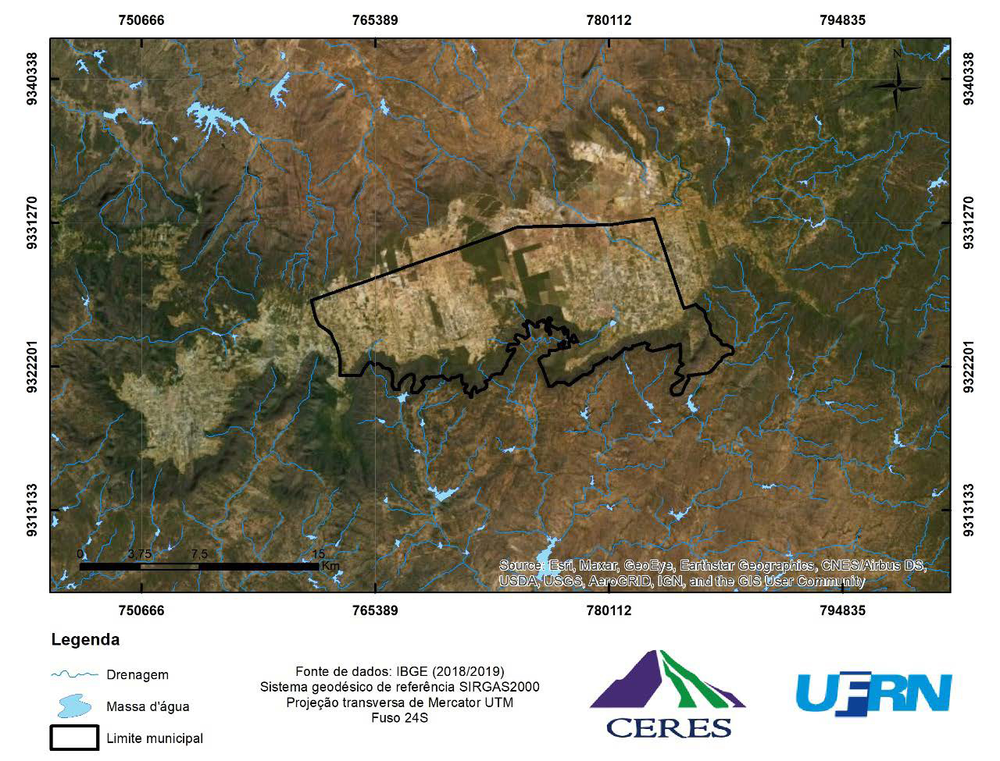 750666 765389 780112 794835
9340338 9340338
N
9331270 9331270
9322201 9322201
9313133 9313133
0 3,75 7,5 15
Km
Source: Esri, Maxar, GeoEye, Earthstar Geographics, CNES/Airbus DS,
USDA, USGS, AeroGRID, IGN, and the GIS User Community
750666 765389 780112 794835
Legenda
Drenagem
Massa d'água
Limite municipal
Fonte de dados: IBGE (2018/2019)
Sistema geodésico de referência SIRGAS2000
Projeção transversa de Mercator UTM
Fuso 24S
CERES
UFRN